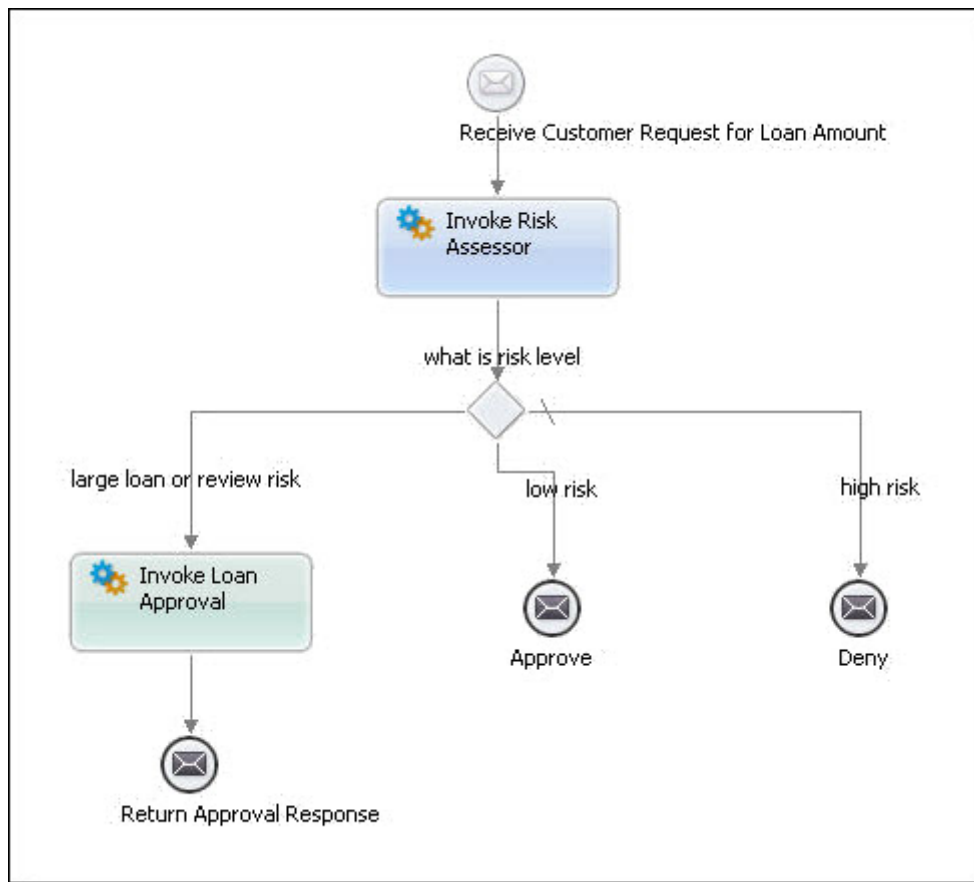 Receive Customer Request for Loan Amount
Invoke Risk
Assessor
what is risk level
large loan or review risk
low risk
high risk
Invoke Loan
Approval
Approve
Deny
Return Approval Response